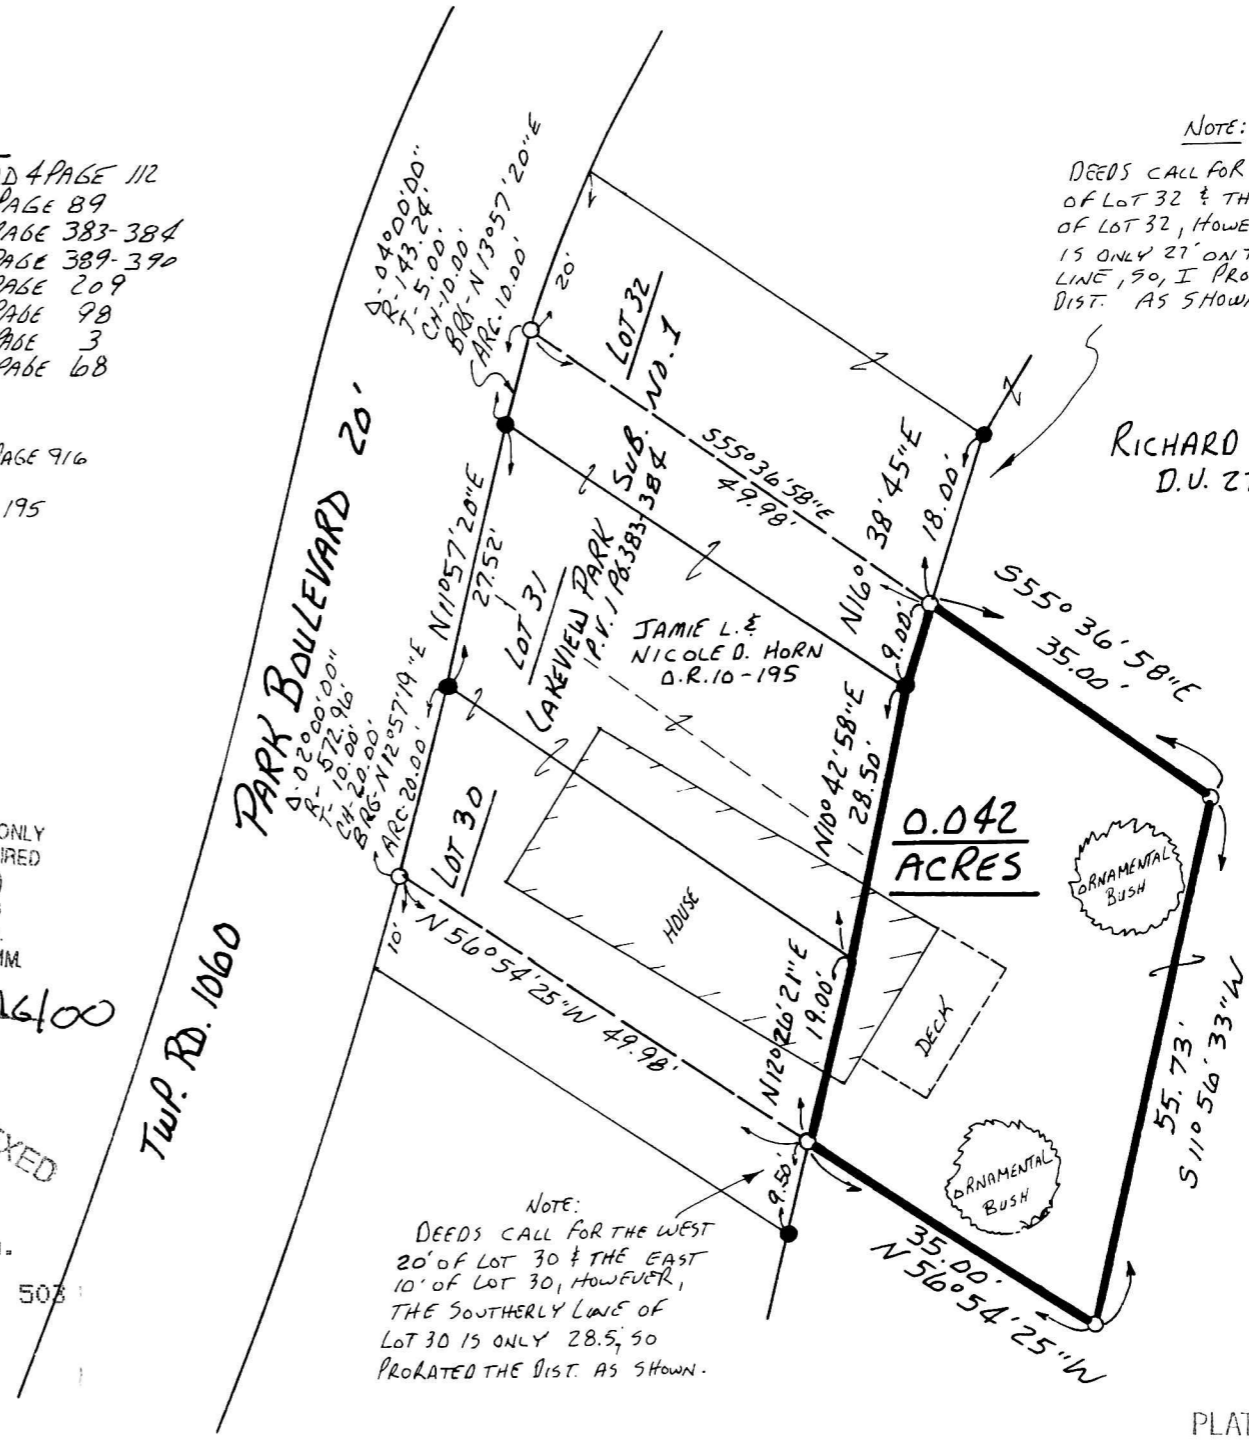 D 4 PAGE 112
PAGE 89
PAGE 383-384
PAGE 389-390
PAGE 209
PAGE 98
PAGE 3
PAGE 68
PAGE 916
195
ONLY
IRED
AG/00
EXED
503
NOTE:
DEEDS CALL FOR
OF LOT 32 & TH
OF LOT 32, HOWE
IS ONLY 27' ON T
LINE, SO, I PRO
DIST. AS SHOW
RICHARD
D.V. 27
TWP. RD. 1060 PARK BOULEVARD 20'
Δ-04°00'00"
R-143.24'
T-5.00'
CH-10.00'
BRG-N13°57'20"E
ARC-10.00'
20'
LOT 32
LAKEVIEW PARK SUB. NO. 1
P.V. 1 PG.383-384
S55°36'58"E
49.98'
N16°38'45"E
18.00'
9.00'
N11°57'20"E
27.52'
LOT 31
JAMIE L. &
NICOLE D. HORN
O.R.10-195
S55°36'58"E
35.00'
Δ-02°00'00"
R-572.96'
T-10.00'
CH-20.00'
BRG-N12°57'19"E
ARC-20.00'
LOT 30
10'
N10°42'58"E
28.50'
0.042
ACRES
ORNAMENTAL
BUSH
HOUSE
DECK
N56°54'25"W 49.98'
N12°26'21"E
19.00'
9.50'
55.73'
S11°56'33"W
ORNAMENTAL
BUSH
35.00'
N56°54'25"W
NOTE:
DEEDS CALL FOR THE WEST
20' OF LOT 30 & THE EAST
10' OF LOT 30, HOWEVER,
THE SOUTHERLY LINE OF
LOT 30 IS ONLY 28.5, SO
PRORATED THE DIST. AS SHOWN.
PLAT